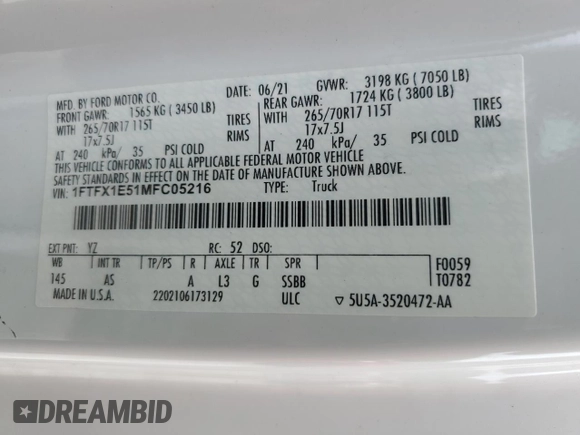 MFD. BY FORD MOTOR CO.
DATE: 06/21 GVWR: 3198 KG ( 7050 LB)
FRONT GAWR: 1565 KG ( 3450 LB) REAR GAWR: 1724 KG ( 3800 LB)
WITH 265/70R17 115T TIRES WITH 265/70R17 115T TIRES
17x7.5J RIMS 17x7.5J RIMS
AT 240 kPa/ 35 PSI COLD AT 240 kPa/ 35 PSI COLD
THIS VEHICLE CONFORMS TO ALL APPLICABLE FEDERAL MOTOR VEHICLE
SAFETY STANDARDS IN EFFECT ON THE DATE OF MANUFACTURE SHOWN ABOVE.
VIN: 1FTFX1E51MFC05216 TYPE: Truck
EXT PNT: YZ RC: 52 DSO:
WB INT TR TP/PS R AXLE TR SPR F0059
145 AS A L3 G SSBB T0782
MADE IN U.S.A. 2202106173129 ULC ▽ 5U5A-3520472-AA
DREAMBID